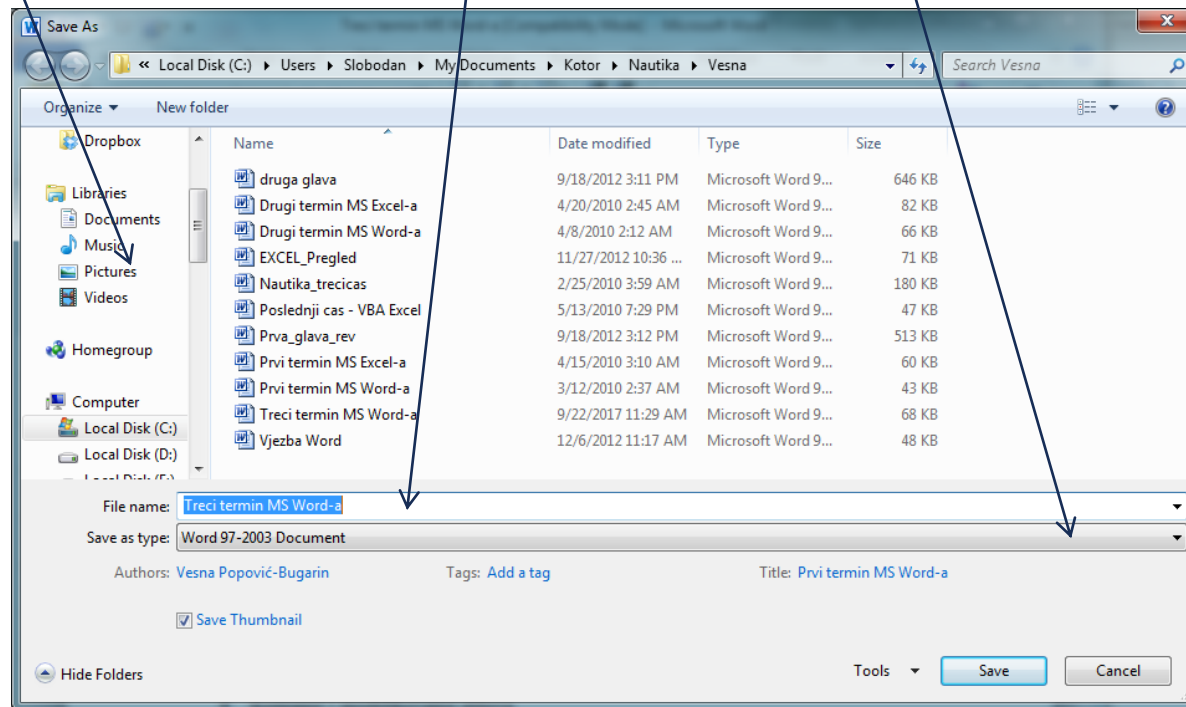 Save As
« Local Disk (C:) ▸ Users ▸ Slobodan ▸ My Documents ▸ Kotor ▸ Nautika ▸ Vesna Search Vesna
Organize New folder
Dropbox
Libraries
Documents
Music
Pictures
Videos
Homegroup
Computer
Local Disk (C:)
Local Disk (D:)
Name Date modified Type Size
druga glava 9/18/2012 3:11 PM Microsoft Word 9... 646 KB
Drugi termin MS Excel-a 4/20/2010 2:45 AM Microsoft Word 9... 82 KB
Drugi termin MS Word-a 4/8/2010 2:12 AM Microsoft Word 9... 66 KB
EXCEL_Pregled 11/27/2012 10:36 ... Microsoft Word 9... 71 KB
Nautika_trecicas 2/25/2010 3:59 AM Microsoft Word 9... 180 KB
Poslednji cas - VBA Excel 5/13/2010 7:29 PM Microsoft Word 9... 47 KB
Prva_glava_rev 9/18/2012 3:12 PM Microsoft Word 9... 513 KB
Prvi termin MS Excel-a 4/15/2010 3:10 AM Microsoft Word 9... 60 KB
Prvi termin MS Word-a 3/12/2010 2:37 AM Microsoft Word 9... 43 KB
Treci termin MS Word-a 9/22/2017 11:29 AM Microsoft Word 9... 68 KB
Vjezba Word 12/6/2012 11:17 AM Microsoft Word 9... 48 KB
File name: Treci termin MS Word-a
Save as type: Word 97-2003 Document
Authors: Vesna Popović-Bugarin Tags: Add a tag Title: Prvi termin MS Word-a
Save Thumbnail
Hide Folders Tools Save Cancel